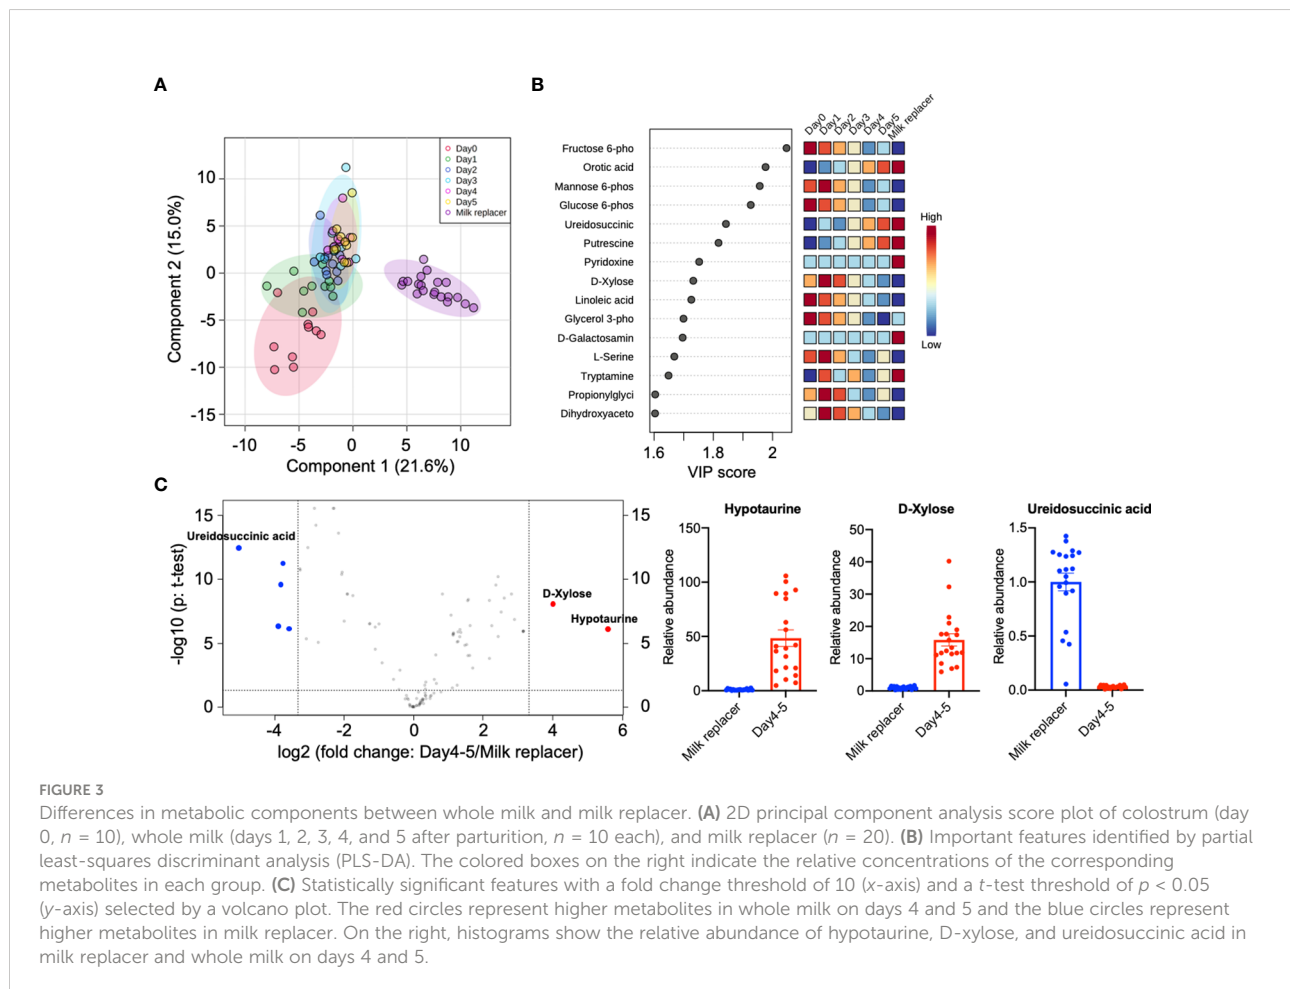 A
10
5
0
-5
-10
-15
Component 2 (15.0%)
-10
-5
0
5
10
Component 1 (21.6%)
Day0
Day1
Day2
Day3
Day4
Day5
Milk replacer
B
Day0
Day1
Day2
Day3
Day4
Day5
Milk replacer
Fructose 6-pho
Orotic acid
Mannose 6-phos
Glucose 6-phos
Ureidosuccinic
Putrescine
Pyridoxine
D-Xylose
Linoleic acid
Glycerol 3-pho
D-Galactosamin
L-Serine
Tryptamine
Propionylglyci
Dihydroxyaceto
1.6
1.8
2
VIP score
High
Low
C
15
10
5
0
-log10 (p: t-test)
Ureidosuccinic acid
D-Xylose
Hypotaurine
15
10
5
0
-4
-2
0
2
4
6
log2 (fold change: Day4-5/Milk replacer)
Hypotaurine
Relative abundance
150
100
50
0
Milk replacer
Day4-5
D-Xylose
Relative abundance
50
40
30
20
10
0
Milk replacer
Day4-5
Ureidosuccinic acid
Relative abundance
1.5
1.0
0.5
0.0
Milk replacer
Day4-5
FIGURE 3
Differences in metabolic components between whole milk and milk replacer. (A) 2D principal component analysis score plot of colostrum (day
0, n = 10), whole milk (days 1, 2, 3, 4, and 5 after parturition, n = 10 each), and milk replacer (n = 20). (B) Important features identified by partial
least-squares discriminant analysis (PLS-DA). The colored boxes on the right indicate the relative concentrations of the corresponding
metabolites in each group. (C) Statistically significant features with a fold change threshold of 10 (x-axis) and a t-test threshold of p < 0.05
(y-axis) selected by a volcano plot. The red circles represent higher metabolites in whole milk on days 4 and 5 and the blue circles represent
higher metabolites in milk replacer. On the right, histograms show the relative abundance of hypotaurine, D-xylose, and ureidosuccinic acid in
milk replacer and whole milk on days 4 and 5.